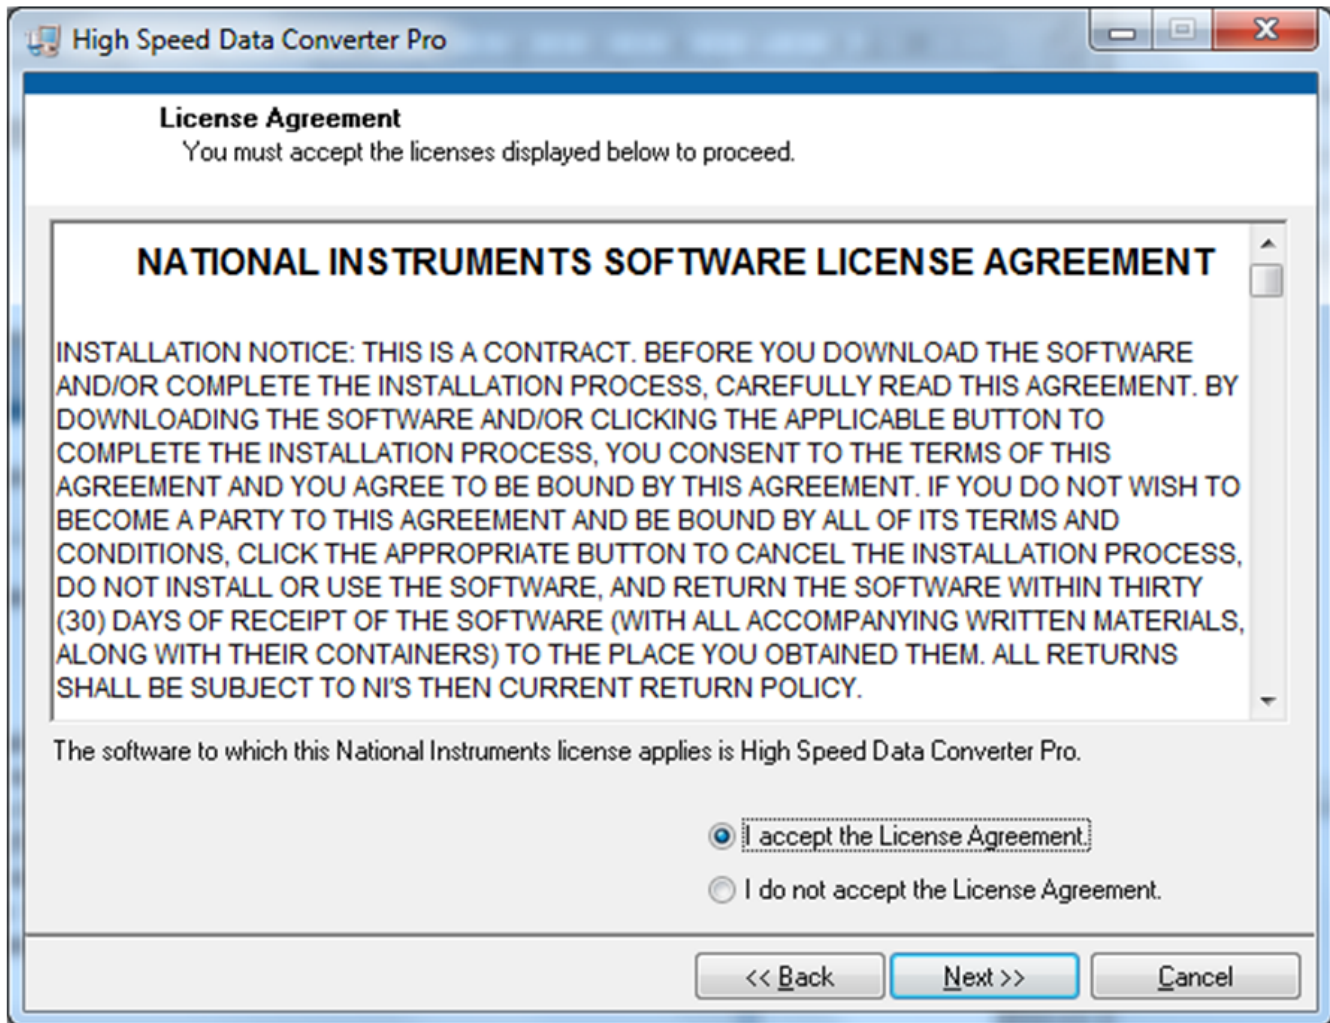 High Speed Data Converter Pro
License Agreement
You must accept the licenses displayed below to proceed.
NATIONAL INSTRUMENTS SOFTWARE LICENSE AGREEMENT
INSTALLATION NOTICE: THIS IS A CONTRACT. BEFORE YOU DOWNLOAD THE SOFTWARE
AND/OR COMPLETE THE INSTALLATION PROCESS, CAREFULLY READ THIS AGREEMENT. BY
DOWNLOADING THE SOFTWARE AND/OR CLICKING THE APPLICABLE BUTTON TO
COMPLETE THE INSTALLATION PROCESS, YOU CONSENT TO THE TERMS OF THIS
AGREEMENT AND YOU AGREE TO BE BOUND BY THIS AGREEMENT. IF YOU DO NOT WISH TO
BECOME A PARTY TO THIS AGREEMENT AND BE BOUND BY ALL OF ITS TERMS AND
CONDITIONS, CLICK THE APPROPRIATE BUTTON TO CANCEL THE INSTALLATION PROCESS,
DO NOT INSTALL OR USE THE SOFTWARE, AND RETURN THE SOFTWARE WITHIN THIRTY
(30) DAYS OF RECEIPT OF THE SOFTWARE (WITH ALL ACCOMPANYING WRITTEN MATERIALS,
ALONG WITH THEIR CONTAINERS) TO THE PLACE YOU OBTAINED THEM. ALL RETURNS
SHALL BE SUBJECT TO NI'S THEN CURRENT RETURN POLICY.
The software to which this National Instruments license applies is High Speed Data Converter Pro.
I accept the License Agreement.
I do not accept the License Agreement.
<< Back Next >> Cancel